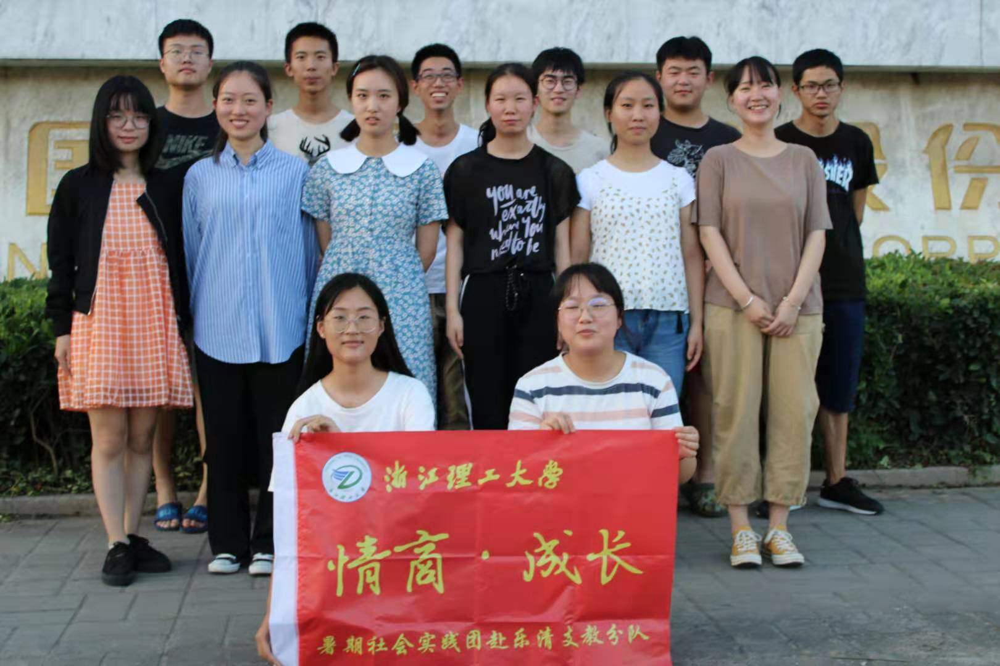 NIKE
you are
exactly
where you
need to be
浙江理工大学
情商·成长
暑期社会实践团赴乐清支教分队